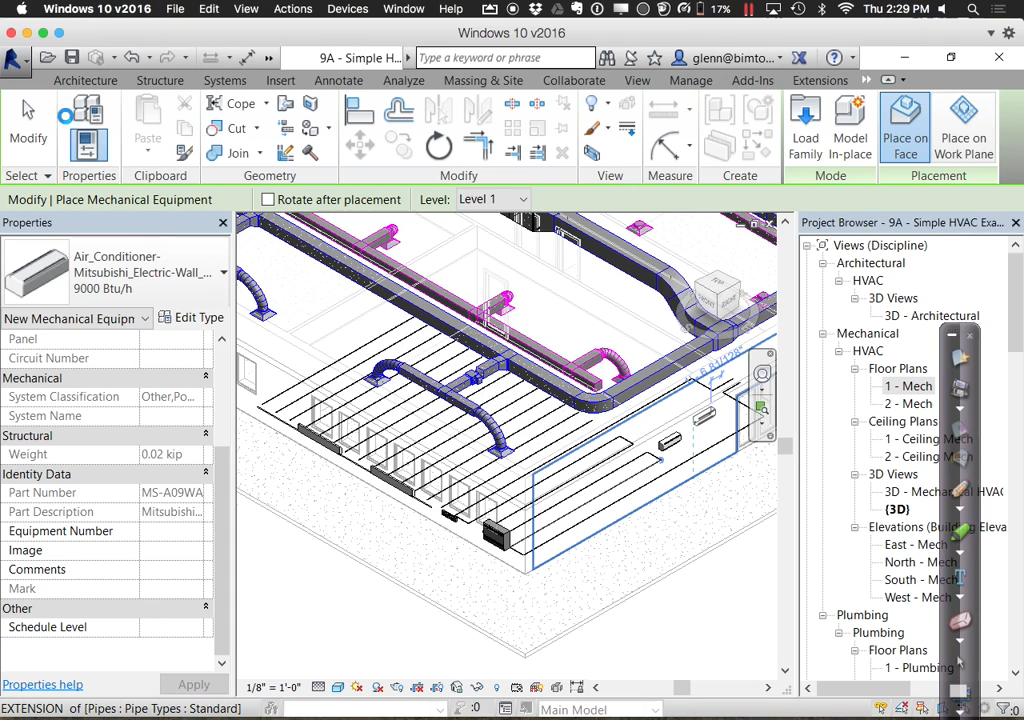 Windows 10 v2016 File Edit View Actions Devices Window Help 17% Thu 2:29 PM
Windows 10 v2016
9A - Simple H... Type a keyword or phrase glenn@bimto...
Architecture Structure Systems Insert Annotate Analyze Massing & Site Collaborate View Manage Add-Ins Extensions
Modify Paste Cope Cut Join Load Family Model In-place Place on Face Place on Work Plane
Select Properties Clipboard Geometry Modify View Measure Create Mode Placement
Modify | Place Mechanical Equipment Rotate after placement Level: Level 1
Properties
Air_Conditioner-
Mitsubishi_Electric-Wall_...
9000 Btu/h
New Mechanical Equipn Edit Type
Panel
Circuit Number
Mechanical
System Classification Other,Po...
System Name
Structural
Weight 0.02 kip
Identity Data
Part Number MS-A09WA
Part Description Mitsubishi...
Equipment Number
Image
Comments
Mark
Other
Schedule Level
Properties help Apply
TOP
FRONT RIGHT
6' 8 1/128"
1/8" = 1'-0"
Project Browser - 9A - Simple HVAC Exa...
Views (Discipline)
Architectural
HVAC
3D Views
3D - Architectural
Mechanical
HVAC
Floor Plans
1 - Mech
2 - Mech
Ceiling Plans
1 - Ceiling Mech
2 - Ceiling Mech
3D Views
3D - Mechanical HVAC
{3D}
Elevations (Building Eleva
East - Mech
North - Mech
South - Mech
West - Mech
Plumbing
Plumbing
Floor Plans
1 - Plumbing
EXTENSION of [Pipes : Pipe Types : Standard] :0 Main Model :0